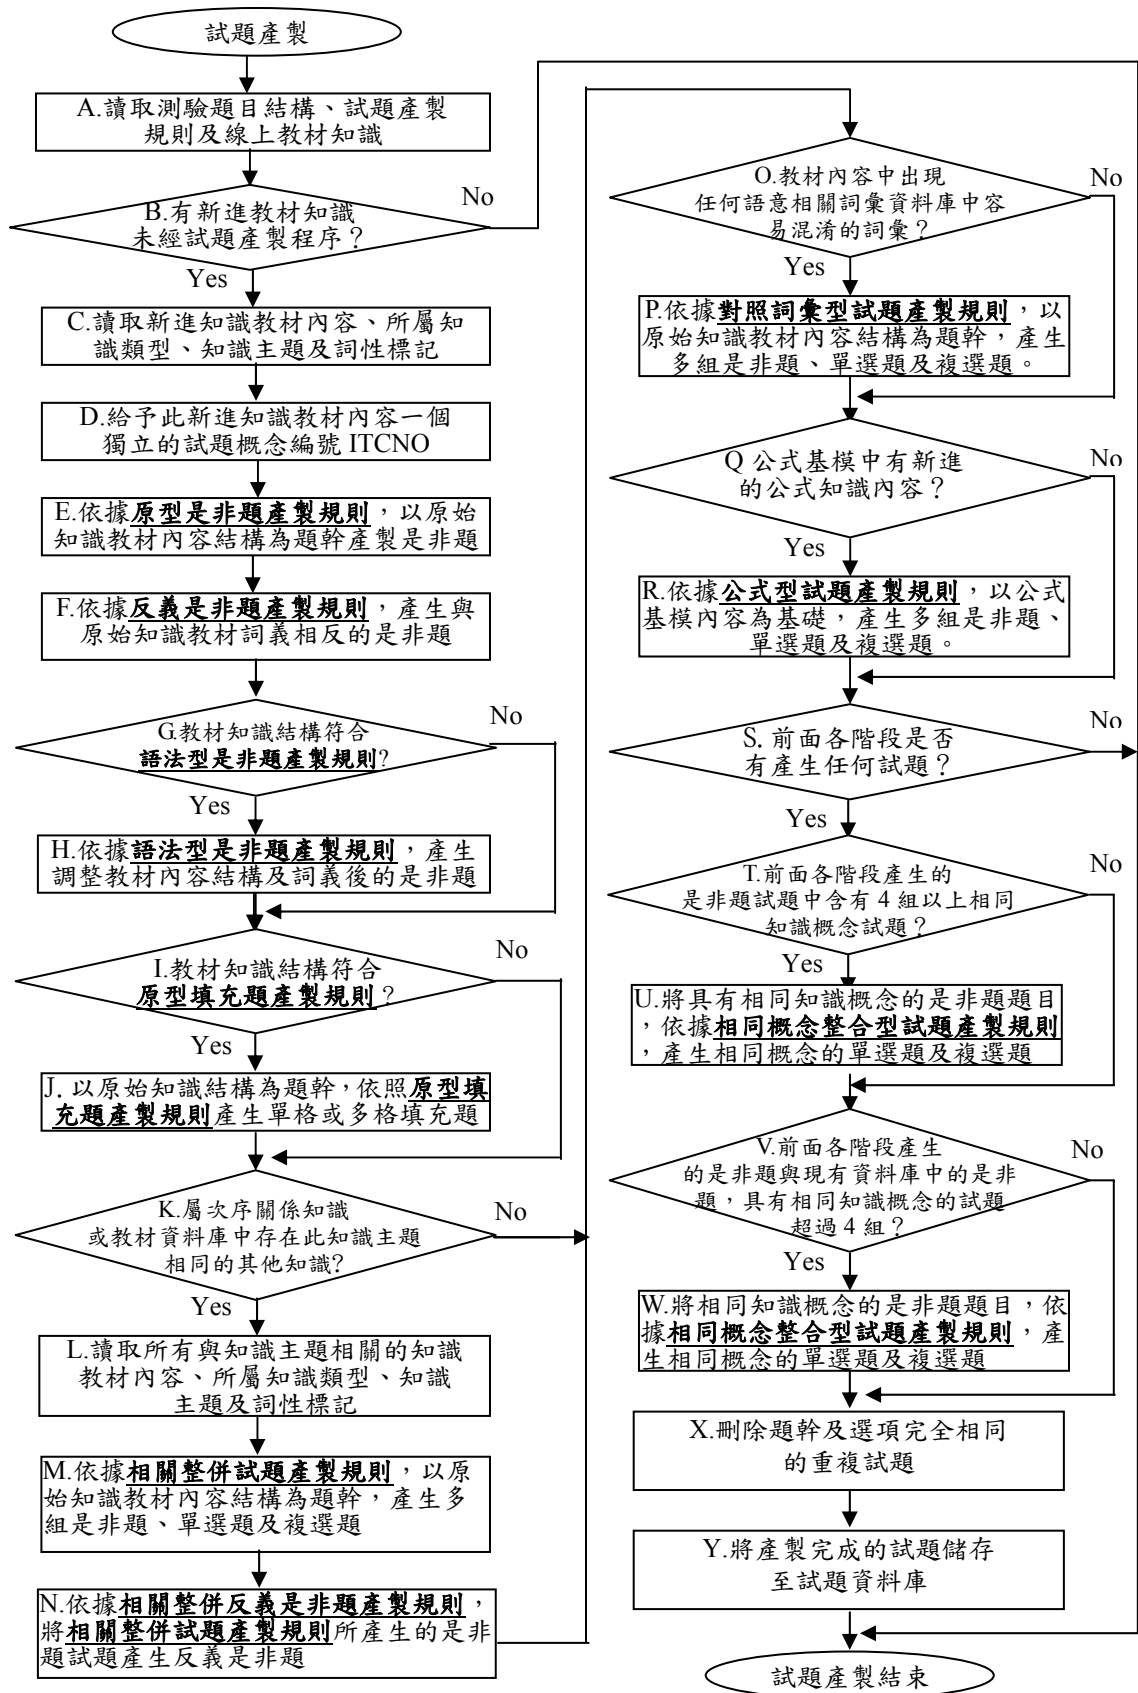 試題產製
A.讀取測驗題目結構、試題產製
規則及線上教材知識
B.有新進教材知識
未經試題產製程序？
No
Yes
C.讀取新進知識教材內容、所屬知
識類型、知識主題及詞性標記
D.給予此新進知識教材內容一個
獨立的試題概念編號 ITCNO
E.依據原型是非題產製規則，以原始
知識教材內容結構為題幹產製是非題
F.依據反義是非題產製規則，產生與
原始知識教材詞義相反的是非題
G.教材知識結構符合
語法型是非題產製規則?
No
Yes
H.依據語法型是非題產製規則，產生
調整教材內容結構及詞義後的是非題
I.教材知識結構符合
原型填充題產製規則？
No
Yes
J. 以原始知識結構為題幹，依照原型填
充題產製規則產生單格或多格填充題
K.屬次序關係知識
或教材資料庫中存在此知識主題
相同的其他知識?
No
Yes
L.讀取所有與知識主題相關的知識
教材內容、所屬知識類型、知識
主題及詞性標記
M.依據相關整併試題產製規則，以原
始知識教材內容結構為題幹，產生多
組是非題、單選題及複選題
N.依據相關整併反義是非題產製規則，
將相關整併試題產製規則所產生的是非
題試題產生反義是非題
O.教材內容中出現
任何語意相關詞彙資料庫中容
易混淆的詞彙？
No
Yes
P.依據對照詞彙型試題產製規則，以
原始知識教材內容結構為題幹，產生
多組是非題、單選題及複選題。
Q 公式基模中有新進
的公式知識內容？
No
Yes
R.依據公式型試題產製規則，以公式
基模內容為基礎，產生多組是非題、
單選題及複選題。
S. 前面各階段是否
有產生任何試題？
No
Yes
T.前面各階段產生的
是非題試題中含有 4 組以上相同
知識概念試題？
No
Yes
U.將具有相同知識概念的是非題題目
，依據相同概念整合型試題產製規則
，產生相同概念的單選題及複選題
V.前面各階段產生
的是非題與現有資料庫中的是非
題，具有相同知識概念的試題
超過 4 組？
No
Yes
W.將相同知識概念的是非題題目，依
據相同概念整合型試題產製規則，產
生相同概念的單選題及複選題
X.刪除題幹及選項完全相同
的重複試題
Y.將產製完成的試題儲存
至試題資料庫
試題產製結束